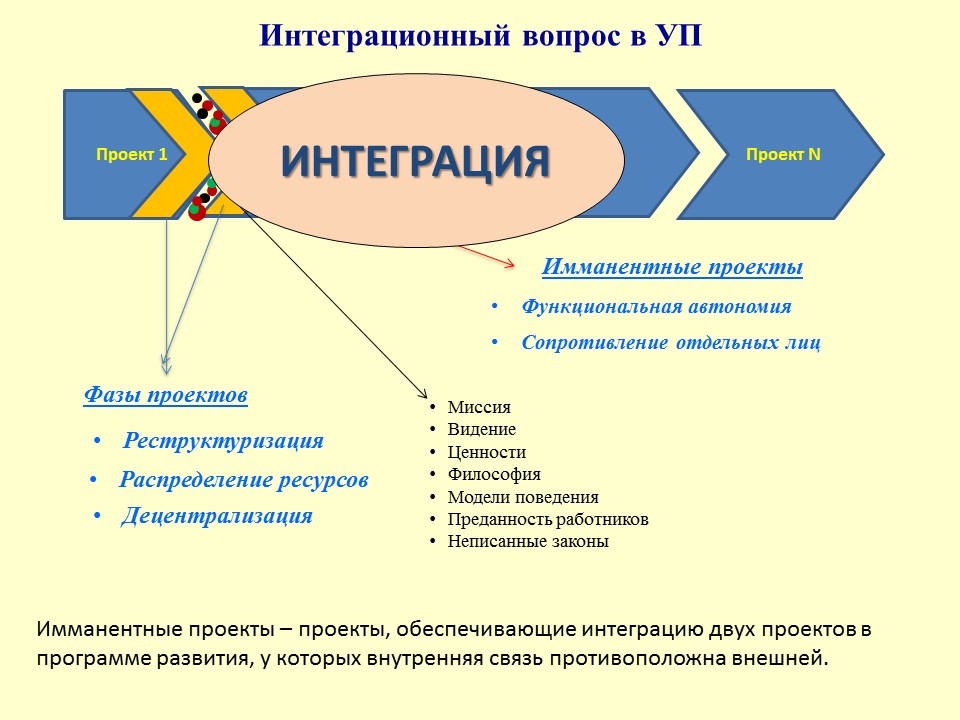 Интеграционный вопрос в УП
Проект 1
ИНТЕГРАЦИЯ
Проект N
Имманентные проекты
• Функциональная автономия
• Сопротивление отдельных лиц
Фазы проектов
• Реструктуризация
• Распределение ресурсов
• Децентрализация
• Миссия
• Видение
• Ценности
• Философия
• Модели поведения
• Преданность работников
• Неписанные законы
Имманентные проекты – проекты, обеспечивающие интеграцию двух проектов в
программе развития, у которых внутренняя связь противоположна внешней.